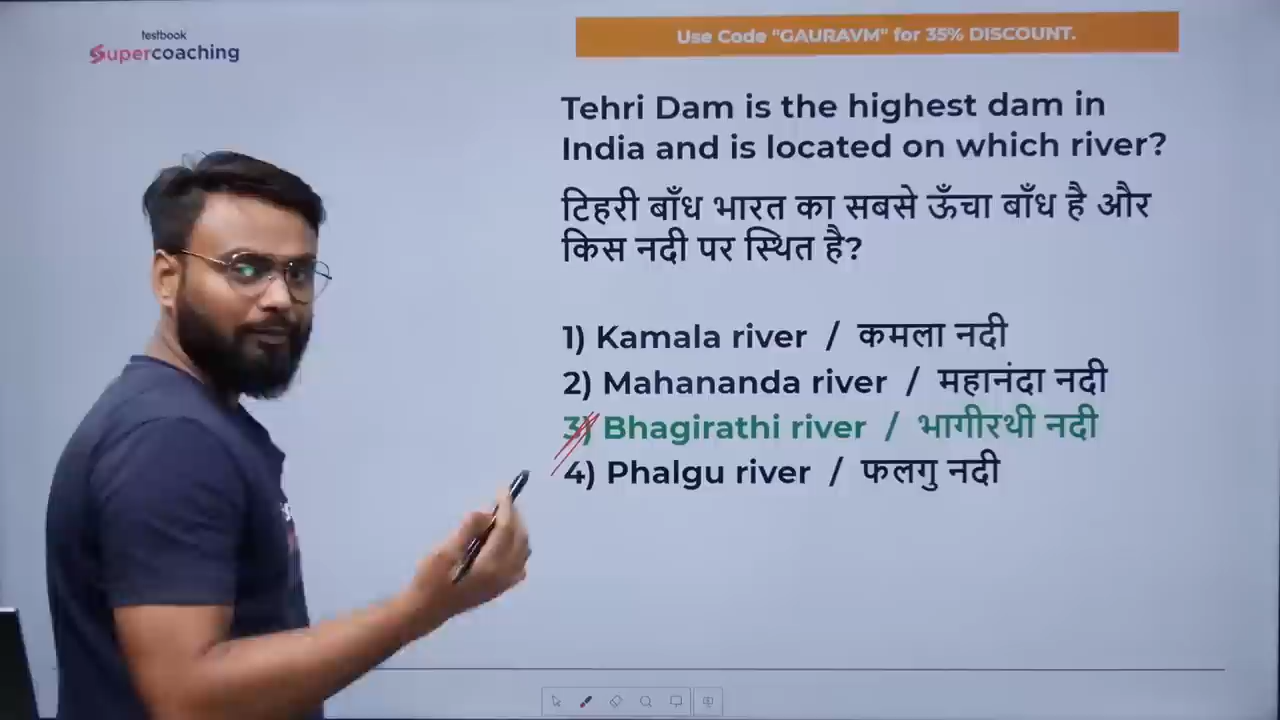 testbook
Supercoaching
Use Code "GAURAVM" for 35% DISCOUNT.
Tehri Dam is the highest dam in
India and is located on which river?
टिहरी बाँध भारत का सबसे ऊँचा बाँध है और
किस नदी पर स्थित है?
1) Kamala river / कमला नदी
2) Mahananda river / महानंदा नदी
3) Bhagirathi river / भागीरथी नदी
4) Phalgu river / फलगु नदी